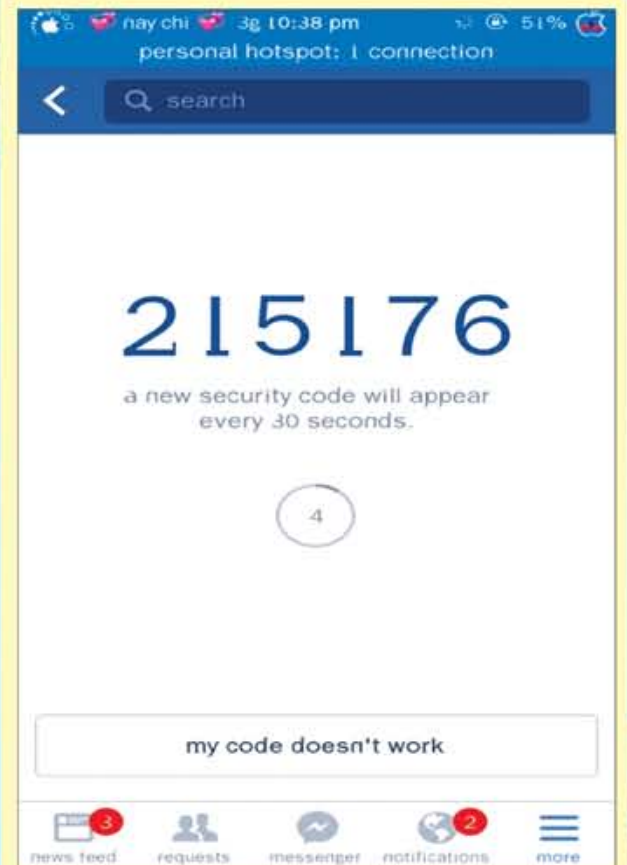 nay chi 3g 10:38 pm 51%
personal hotspot: 1 connection
search
215176
a new security code will appear
every 30 seconds.
4
my code doesn't work
3 2
news feed requests messenger notifications more